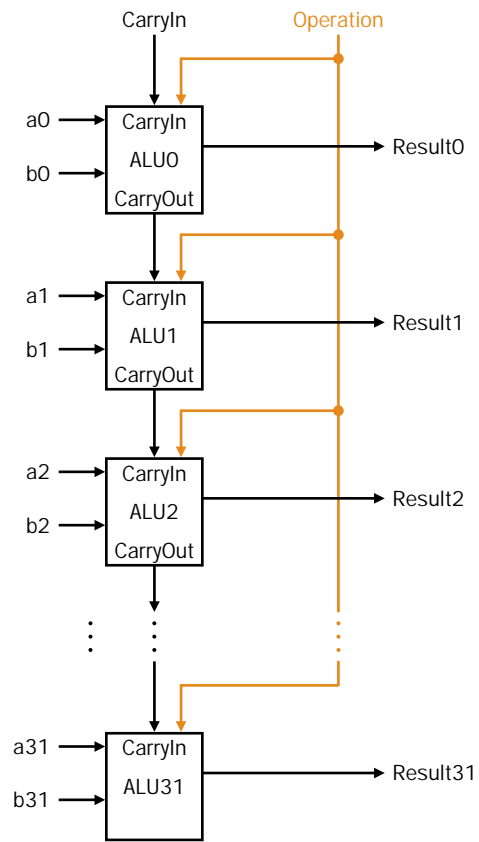 CarryIn Operation
a0
CarryIn
ALU0
Result0
b0
CarryOut
a1
CarryIn
ALU1
Result1
b1
CarryOut
a2
CarryIn
ALU2
Result2
b2
CarryOut
a31
CarryIn
ALU31
Result31
b31